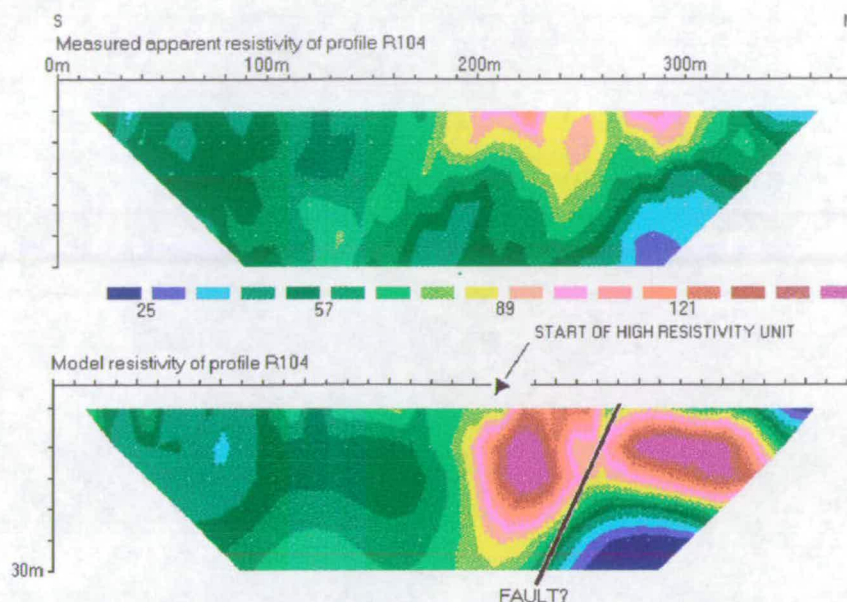 S
Measured apparent resistivity of profile R104
0m 100m 200m 300m
25 57 89 121
START OF HIGH RESISTIVITY UNIT
Model resistivity of profile R104
30m
FAULT?